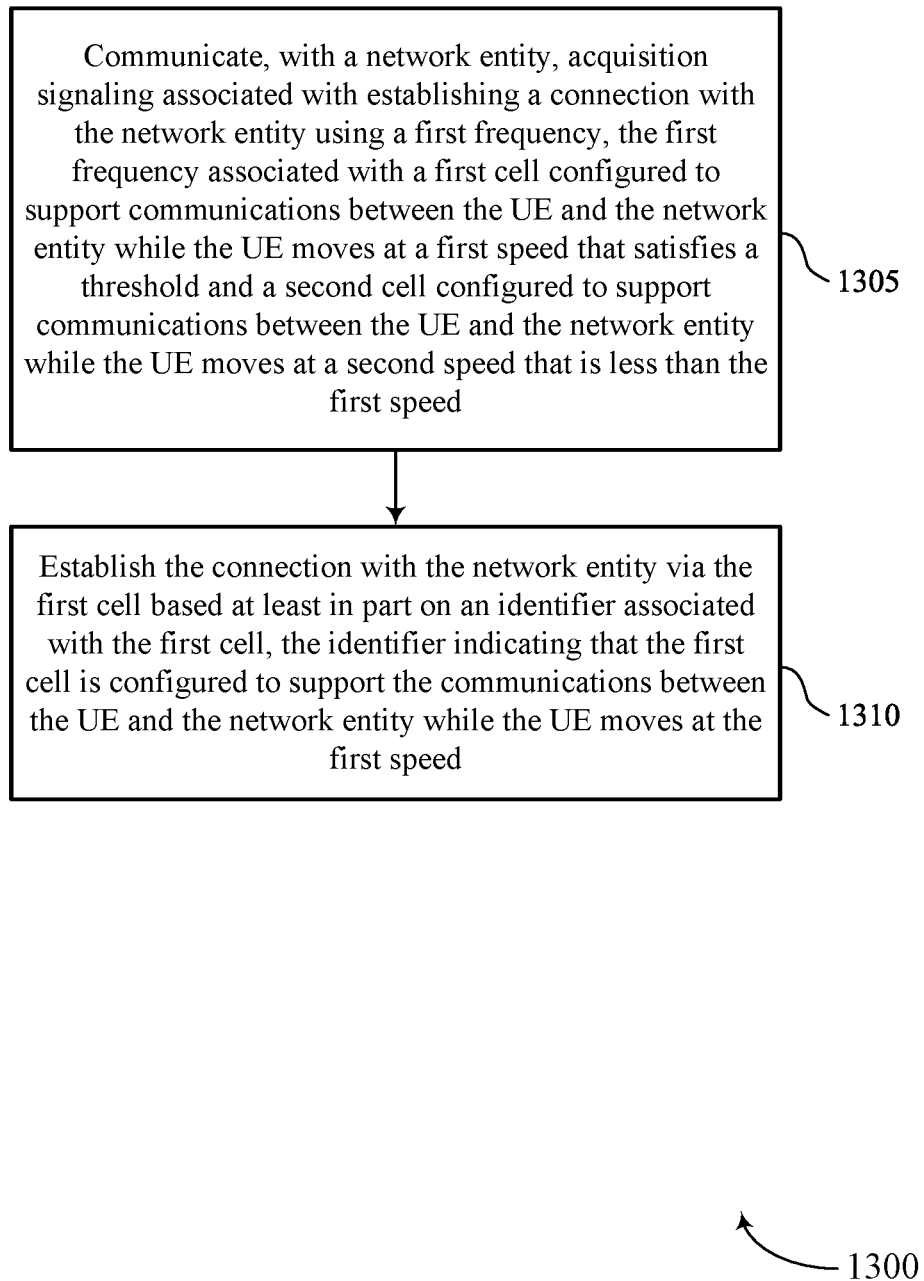 Communicate, with a network entity, acquisition
signaling associated with establishing a connection with
the network entity using a first frequency, the first
frequency associated with a first cell configured to
support communications between the UE and the network
entity while the UE moves at a first speed that satisfies a
threshold and a second cell configured to support
communications between the UE and the network entity
while the UE moves at a second speed that is less than the
first speed
1305
Establish the connection with the network entity via the
first cell based at least in part on an identifier associated
with the first cell, the identifier indicating that the first
cell is configured to support the communications between
the UE and the network entity while the UE moves at the
first speed
1310
1300